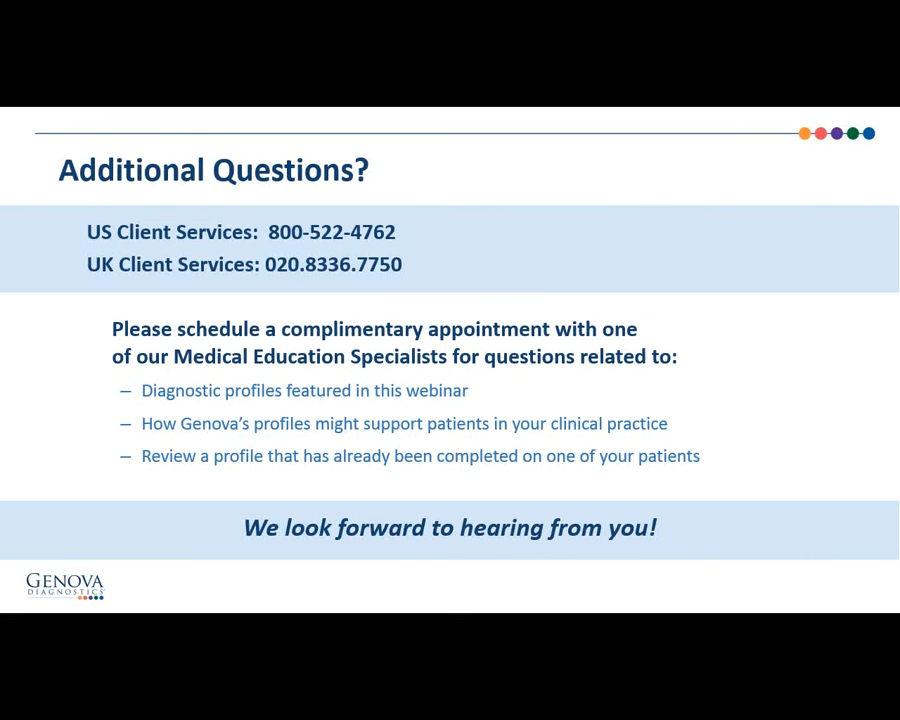 Additional Questions?
US Client Services:  800-522-4762
UK Client Services: 020.8336.7750
Please schedule a complimentary appointment with one
of our Medical Education Specialists for questions related to:
– Diagnostic profiles featured in this webinar
– How Genova's profiles might support patients in your clinical practice
– Review a profile that has already been completed on one of your patients
We look forward to hearing from you!
GENOVA
DIAGNOSTICS